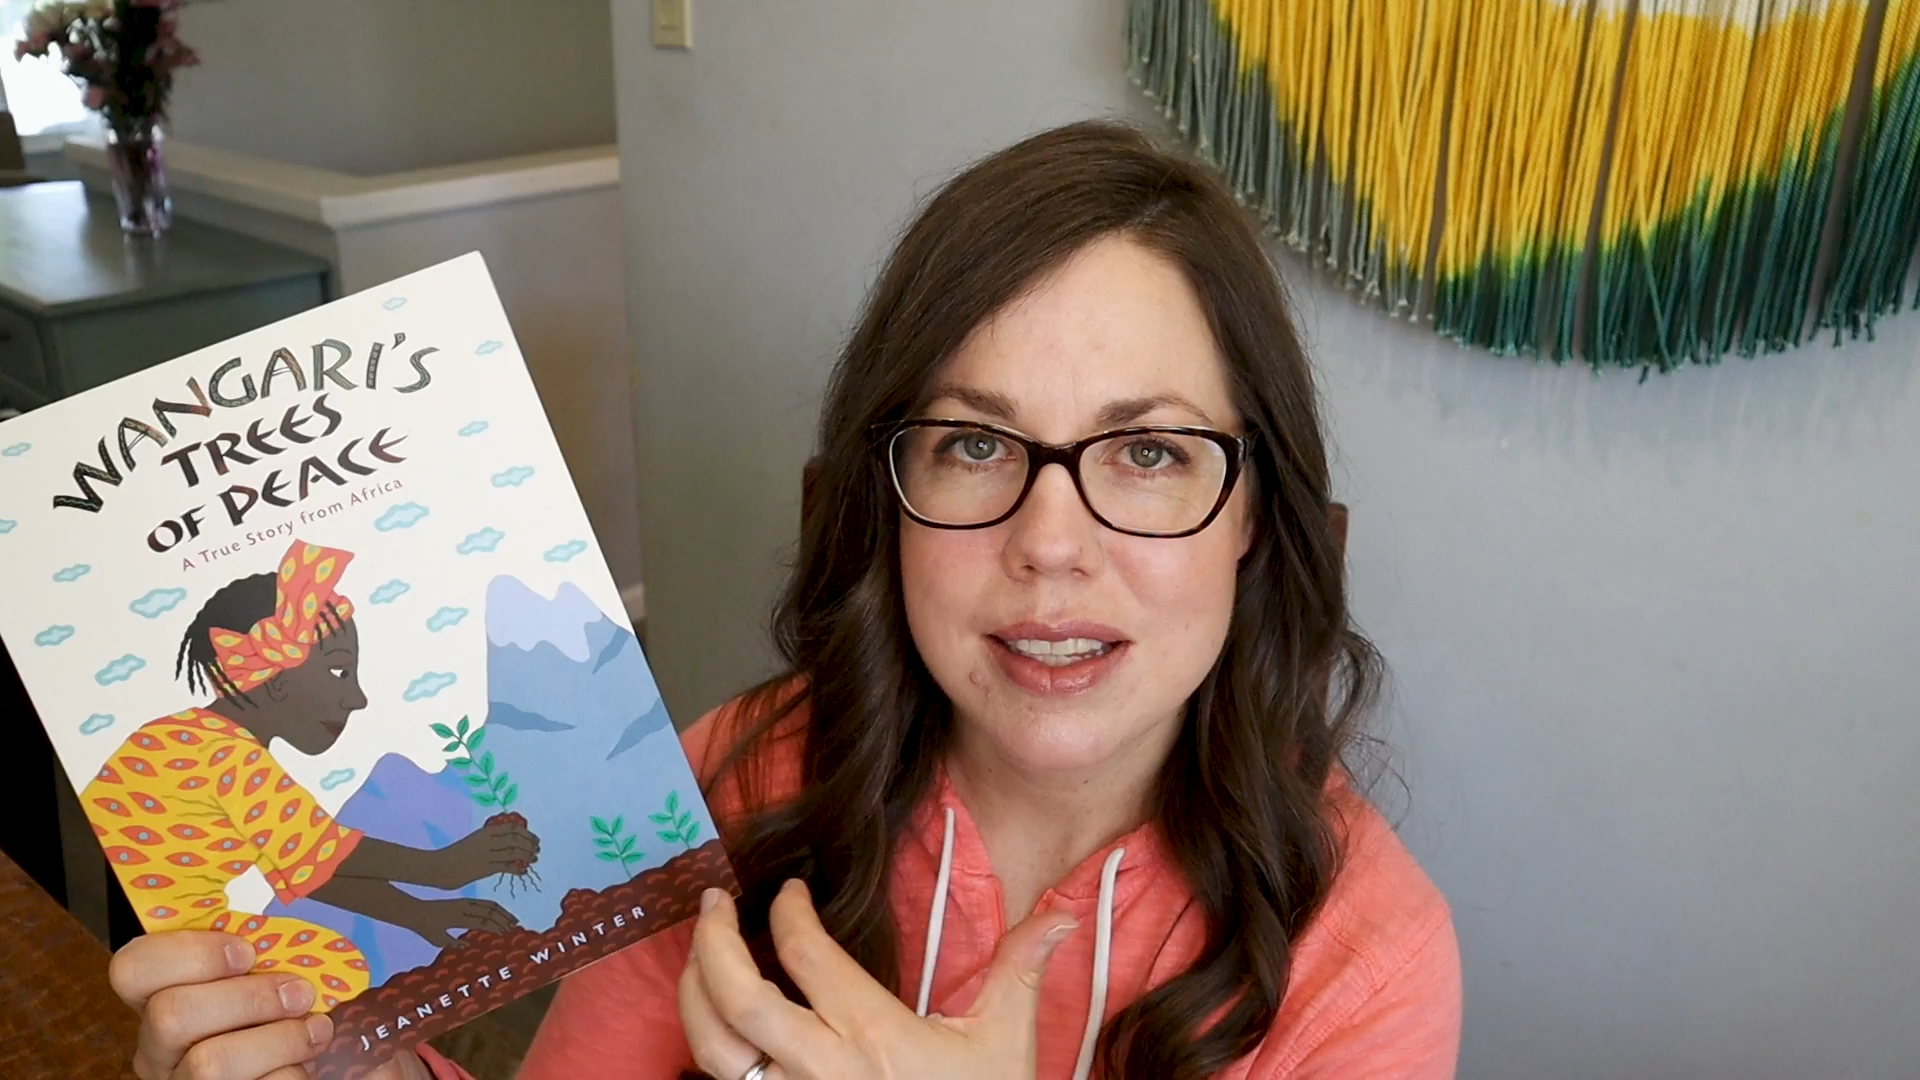 WANGARI'S
TREES
OF PEACE
A True Story from Africa
JEANETTE WINTER